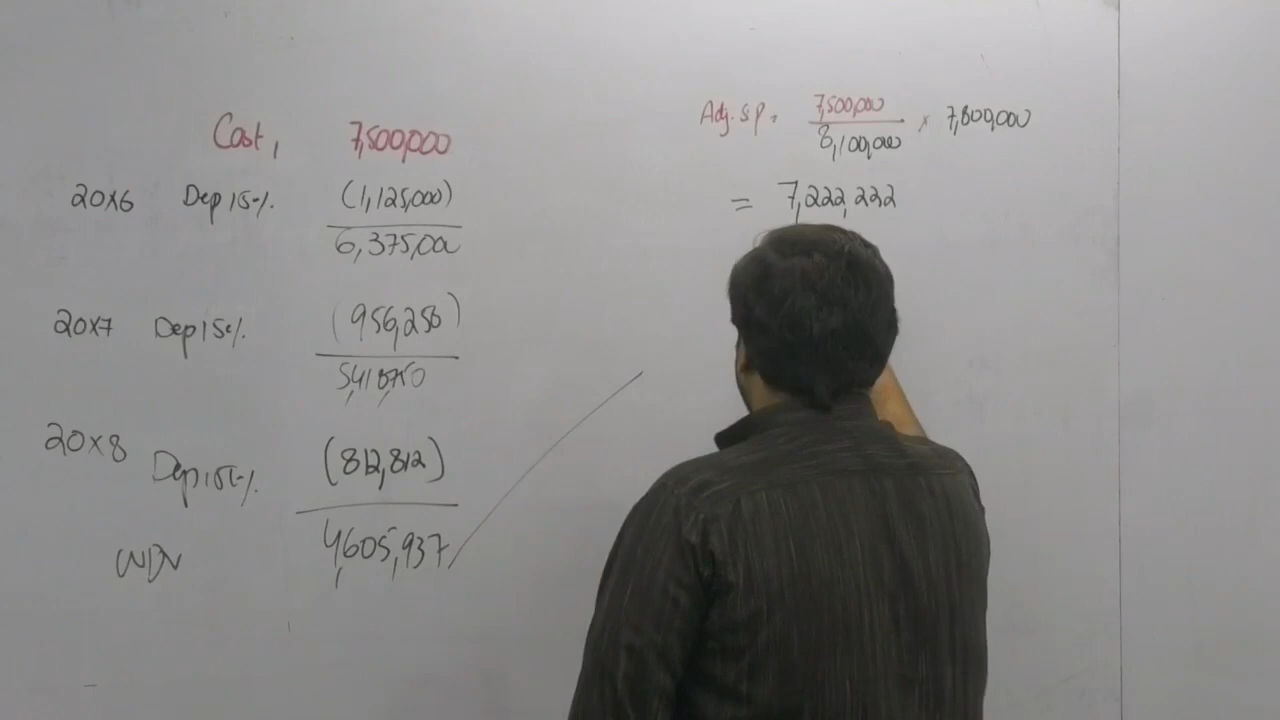 Cost, 7,500,000
20x6 Dep 15% (1,125,000)
6,375,000
20x7 Dep 15% (956,250)
5,418,750
20x8 Dep 15% (812,812)
WDV 4,605,937
Adj. S.P = 7,500,000
8,100,000
x 7,800,000
= 7,222,222